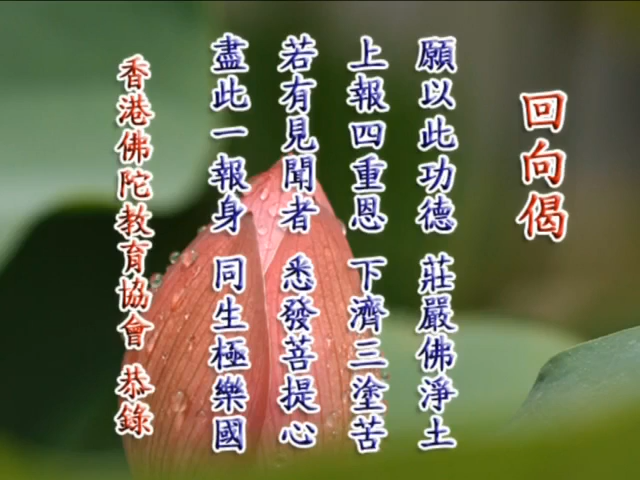 回向偈
願以此功德 莊嚴佛淨土
上報四重恩 下濟三塗苦
若有見聞者 悉發菩提心
盡此一報身 同生極樂國
香港佛陀教育協會 恭錄